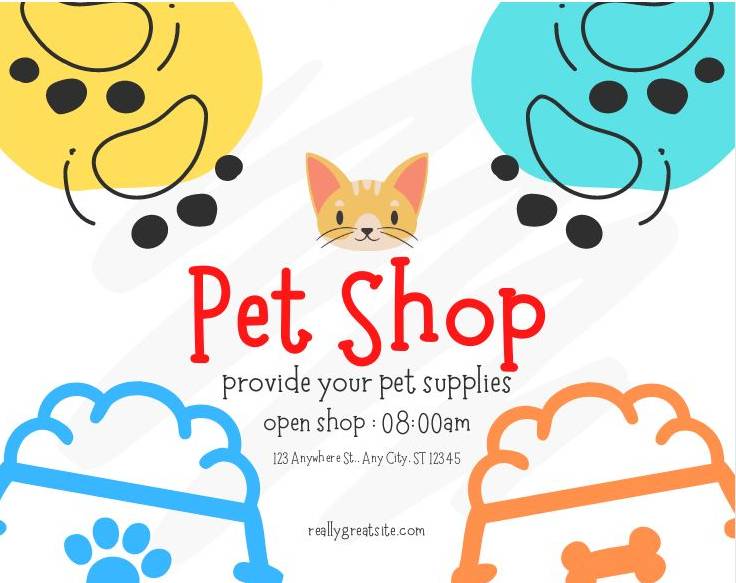 Pet Shop
provide your pet supplies
open shop : 08:00am
123 Anywhere St., Any City, ST 12345
reallygreatsite.com